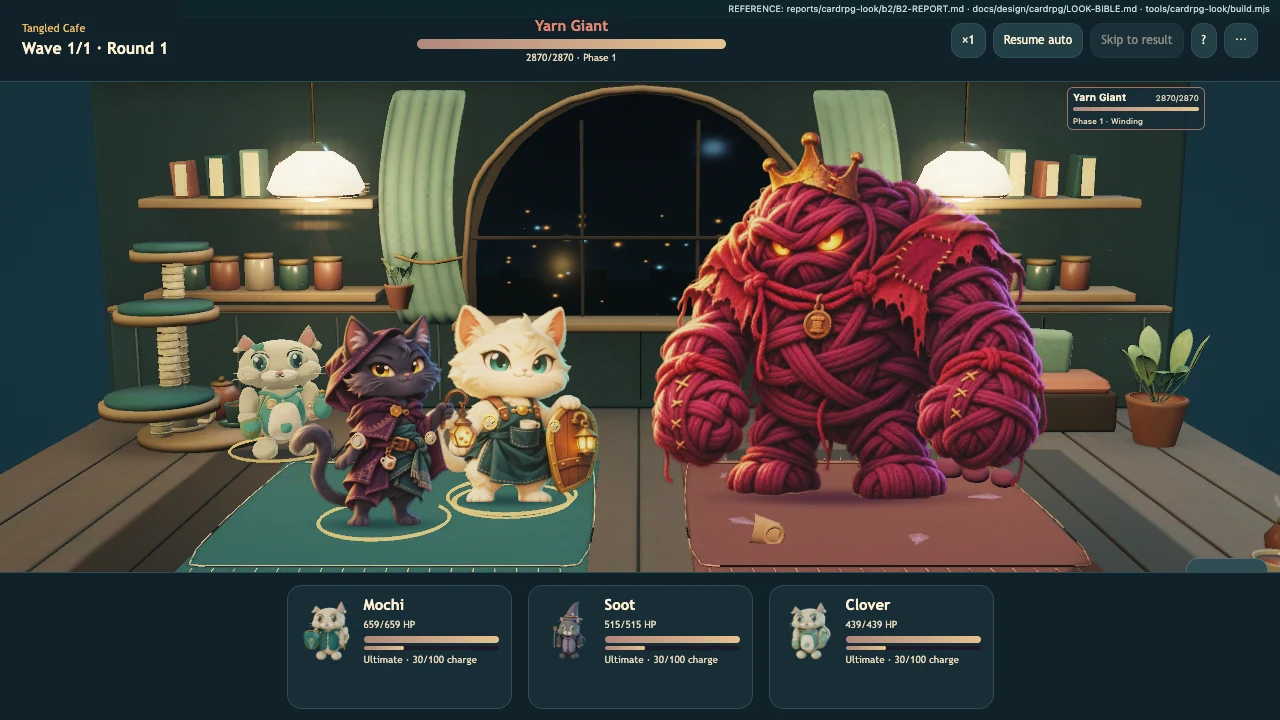 REFERENCE: reports/cardrpg-look/b2/B2-REPORT.md · docs/design/cardrpg/LOOK-BIBLE.md · tools/cardrpg-look/build.mjs
Tangled Cafe
Wave 1/1 · Round 1
Yarn Giant
2870/2870 · Phase 1
×1
Resume auto
Skip to result
?
···
Yarn Giant 2870/2870
Phase 1 · Winding
Mochi
659/659 HP
Ultimate · 30/100 charge
Soot
515/515 HP
Ultimate · 30/100 charge
Clover
439/439 HP
Ultimate · 30/100 charge